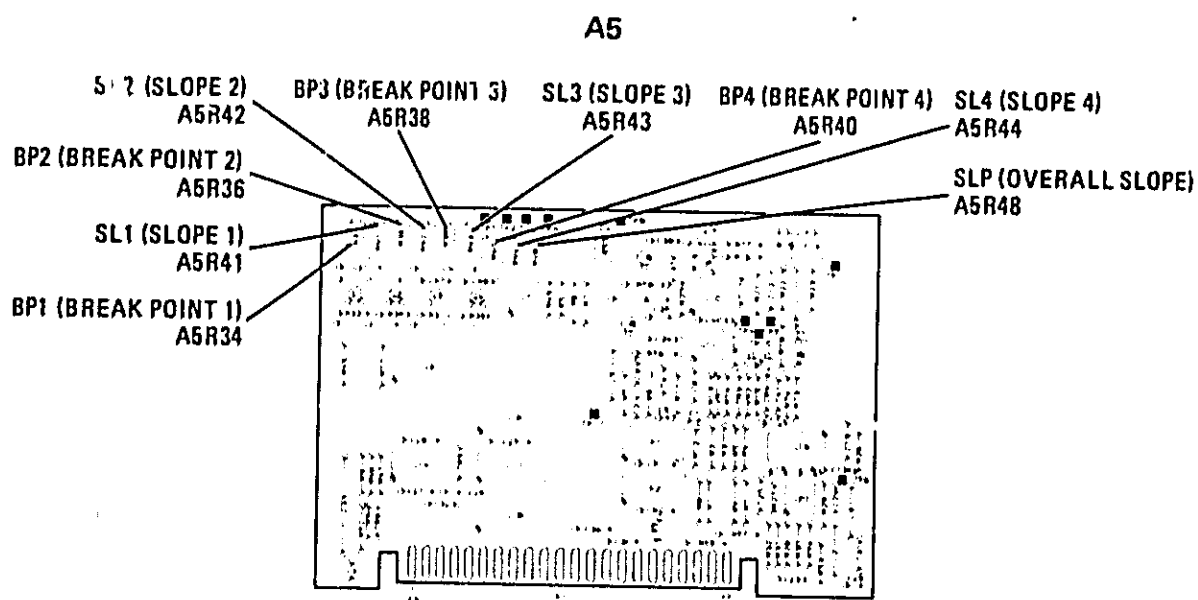 A5
(SLOPE 2)
A5R42
BP3 (BREAK POINT 3)
A5R38
SL3 (SLOPE 3)
A5R43
BP4 (BREAK POINT 4)
A5R40
SL4 (SLOPE 4)
A5R44
BP2 (BREAK POINT 2)
A5R36
SLP (OVERALL SLOPE)
A5R48
SL1 (SLOPE 1)
A5R41
BP1 (BREAK POINT 1)
A5R34